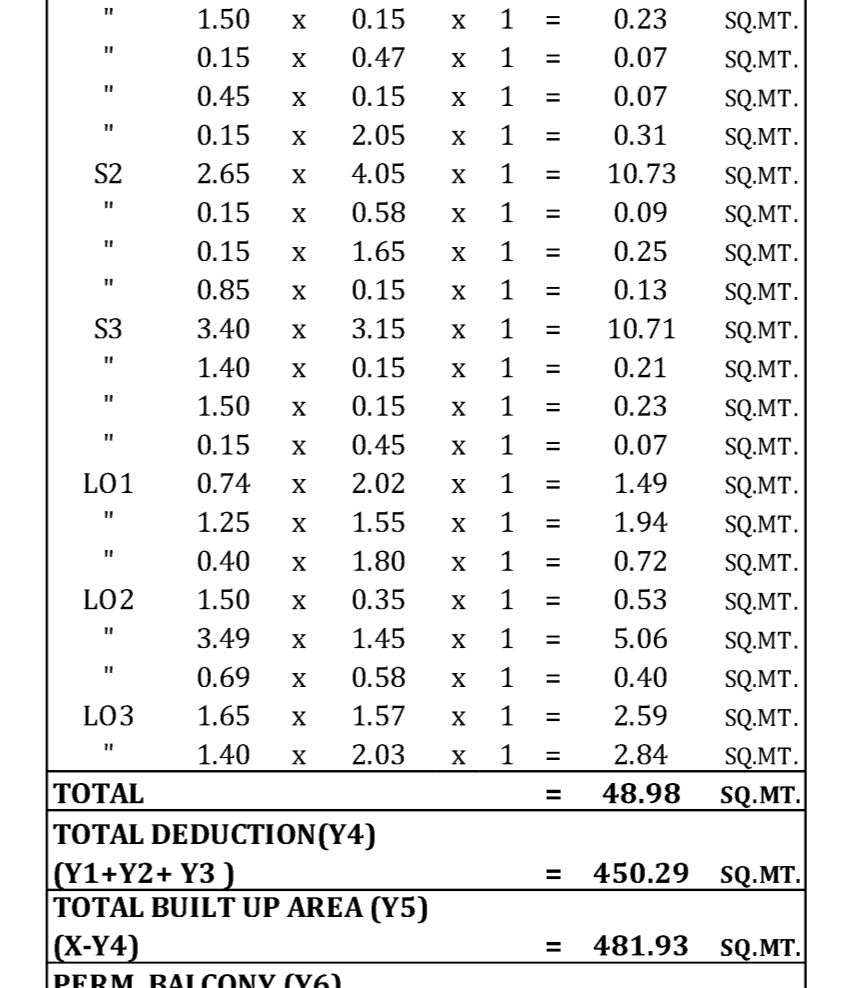 " 1.50 x 0.15 x 1 = 0.23 SQ.MT.
" 0.15 x 0.47 x 1 = 0.07 SQ.MT.
" 0.45 x 0.15 x 1 = 0.07 SQ.MT.
" 0.15 x 2.05 x 1 = 0.31 SQ.MT.
S2 2.65 x 4.05 x 1 = 10.73 SQ.MT.
" 0.15 x 0.58 x 1 = 0.09 SQ.MT.
" 0.15 x 1.65 x 1 = 0.25 SQ.MT.
" 0.85 x 0.15 x 1 = 0.13 SQ.MT.
S3 3.40 x 3.15 x 1 = 10.71 SQ.MT.
" 1.40 x 0.15 x 1 = 0.21 SQ.MT.
" 1.50 x 0.15 x 1 = 0.23 SQ.MT.
" 0.15 x 0.45 x 1 = 0.07 SQ.MT.
LO1 0.74 x 2.02 x 1 = 1.49 SQ.MT.
" 1.25 x 1.55 x 1 = 1.94 SQ.MT.
" 0.40 x 1.80 x 1 = 0.72 SQ.MT.
LO2 1.50 x 0.35 x 1 = 0.53 SQ.MT.
" 3.49 x 1.45 x 1 = 5.06 SQ.MT.
" 0.69 x 0.58 x 1 = 0.40 SQ.MT.
LO3 1.65 x 1.57 x 1 = 2.59 SQ.MT.
" 1.40 x 2.03 x 1 = 2.84 SQ.MT.
TOTAL = 48.98 SQ.MT.
TOTAL DEDUCTION(Y4)
(Y1+Y2+ Y3 ) = 450.29 SQ.MT.
TOTAL BUILT UP AREA (Y5)
(X-Y4) = 481.93 SQ.MT.
PERM. BALCONY (Y6)